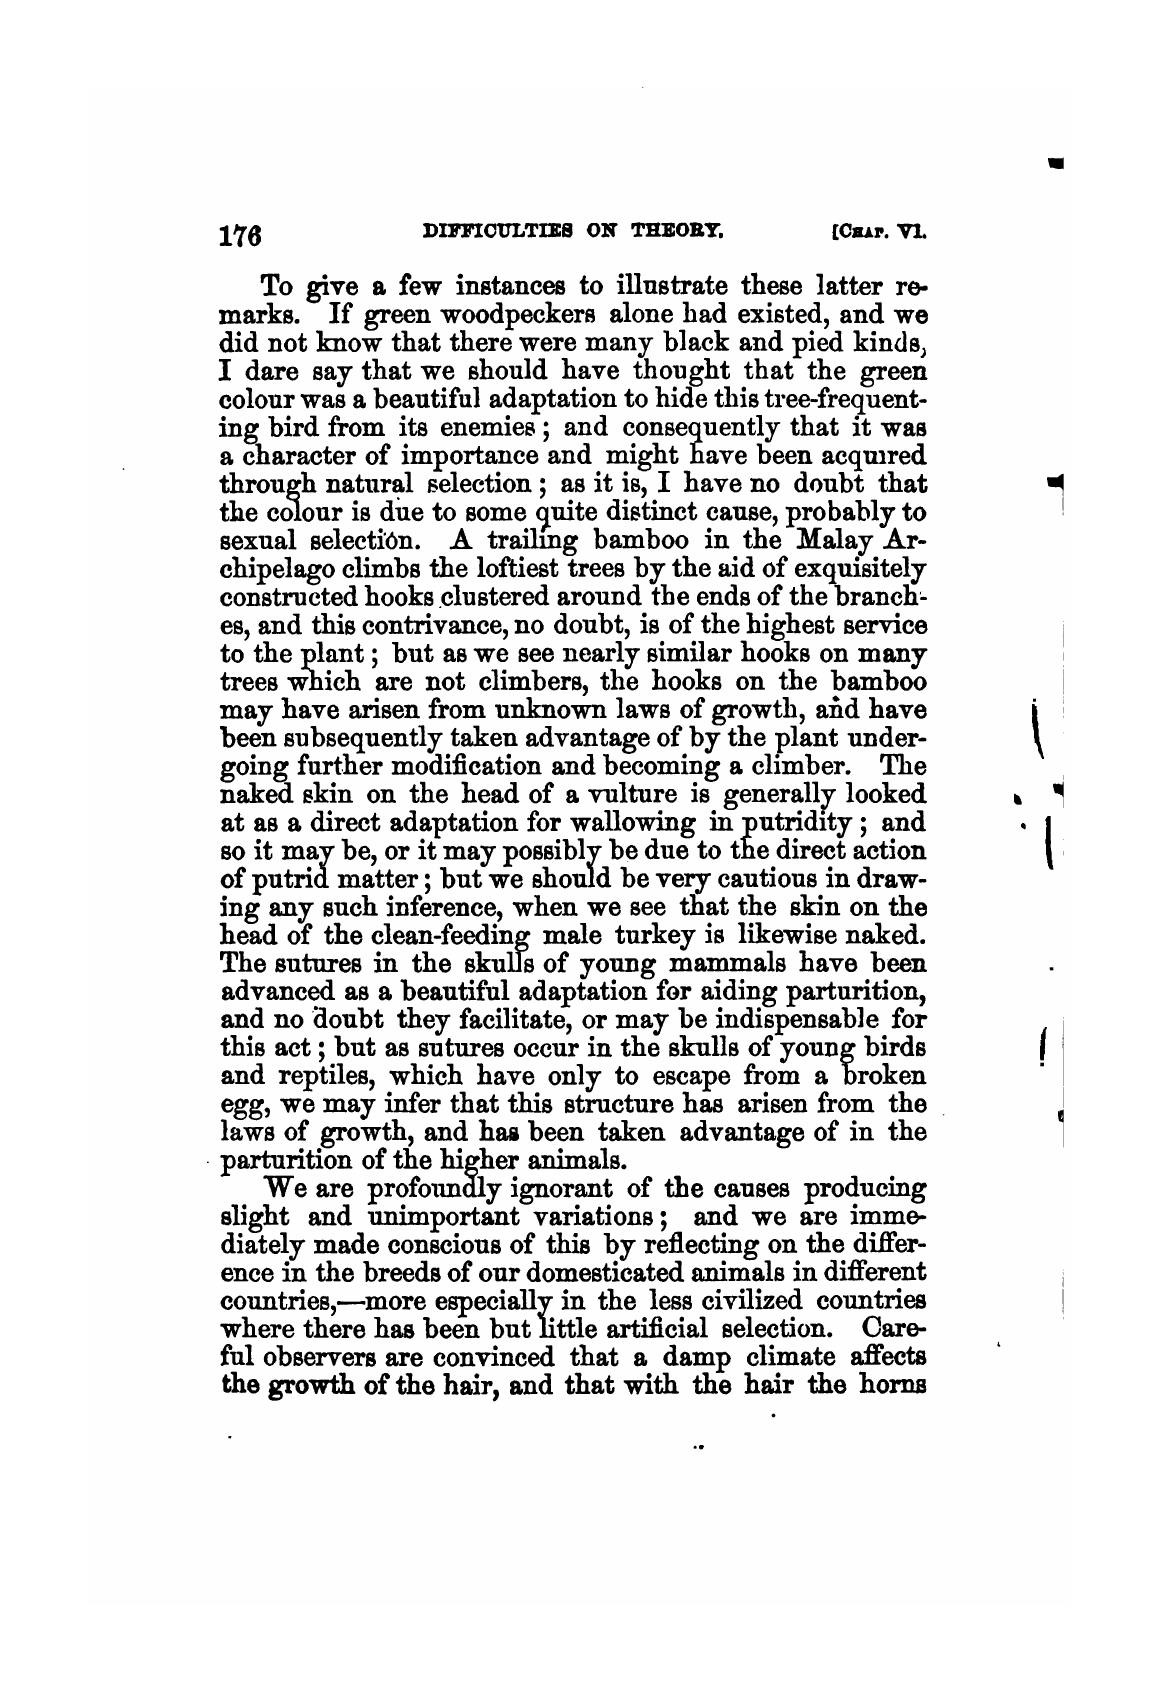 176 DIFFICULTIES ON THEORY. [CHAP. VI.
To give a few instances to illustrate these latter re-
marks. If green woodpeckers alone had existed, and we
did not know that there were many black and pied kinds,
I dare say that we should have thought that the green
colour was a beautiful adaptation to hide this tree-frequent-
ing bird from its enemies; and consequently that it was
a character of importance and might have been acquired
through natural selection; as it is, I have no doubt that
the colour is due to some quite distinct cause, probably to
sexual selection. A trailing bamboo in the Malay Ar-
chipelago climbs the loftiest trees by the aid of exquisitely
constructed hooks clustered around the ends of the branch-
es, and this contrivance, no doubt, is of the highest service
to the plant; but as we see nearly similar hooks on many
trees which are not climbers, the hooks on the bamboo
may have arisen from unknown laws of growth, and have
been subsequently taken advantage of by the plant under-
going further modification and becoming a climber. The
naked skin on the head of a vulture is generally looked
at as a direct adaptation for wallowing in putridity; and
so it may be, or it may possibly be due to the direct action
of putrid matter; but we should be very cautious in draw-
ing any such inference, when we see that the skin on the
head of the clean-feeding male turkey is likewise naked.
The sutures in the skulls of young mammals have been
advanced as a beautiful adaptation for aiding parturition,
and no doubt they facilitate, or may be indispensable for
this act; but as sutures occur in the skulls of young birds
and reptiles, which have only to escape from a broken
egg, we may infer that this structure has arisen from the
laws of growth, and has been taken advantage of in the
parturition of the higher animals.
We are profoundly ignorant of the causes producing
slight and unimportant variations; and we are imme-
diately made conscious of this by reflecting on the differ-
ence in the breeds of our domesticated animals in different
countries,—more especially in the less civilized countries
where there has been but little artificial selection. Care-
ful observers are convinced that a damp climate affects
the growth of the hair, and that with the hair the horns